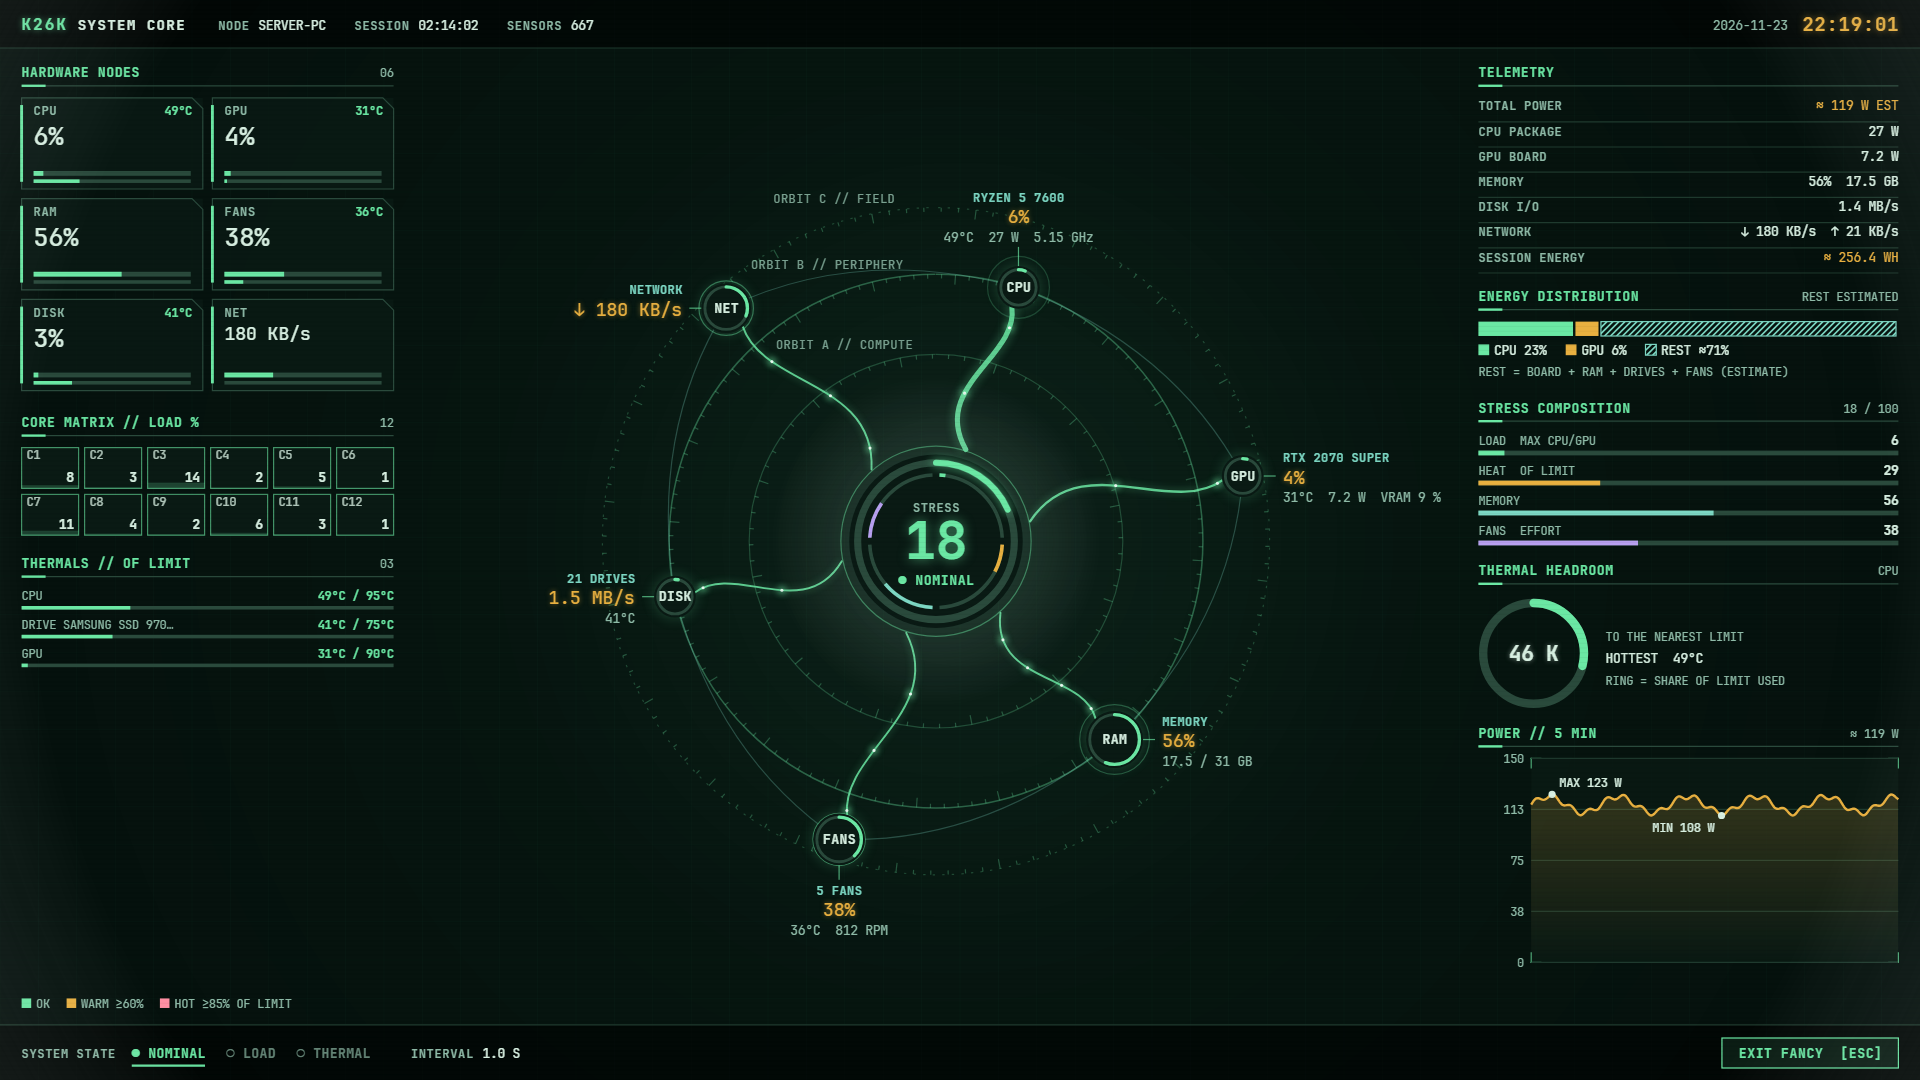 K26K SYSTEM CORE NODE SERVER-PC SESSION 02:14:02 SENSORS 667 2026-11-23 22:19:01
HARDWARE NODES 06
CPU 49°C
6%
GPU 31°C
4%
RAM
56%
FANS 36°C
38%
DISK 41°C
3%
NET
180 KB/s
CORE MATRIX // LOAD % 12
C1 8
C2 3
C3 14
C4 2
C5 5
C6 1
C7 11
C8 4
C9 2
C10 6
C11 3
C12 1
THERMALS // OF LIMIT 03
CPU 49°C / 95°C
DRIVE SAMSUNG SSD 970… 41°C / 75°C
GPU 31°C / 90°C
OK WARM ≥60% HOT ≥85% OF LIMIT
ORBIT C // FIELD
ORBIT B // PERIPHERY
ORBIT A // COMPUTE
RYZEN 5 7600
6%
49°C 27 W 5.15 GHz
CPU
NETWORK
↓ 180 KB/s
NET
RTX 2070 SUPER
4%
31°C 7.2 W VRAM 9 %
GPU
STRESS
18
● NOMINAL
21 DRIVES
1.5 MB/s
41°C
DISK
MEMORY
56%
17.5 / 31 GB
RAM
FANS
5 FANS
38%
36°C 812 RPM
TELEMETRY
TOTAL POWER ≈ 119 W EST
CPU PACKAGE 27 W
GPU BOARD 7.2 W
MEMORY 56% 17.5 GB
DISK I/O 1.4 MB/s
NETWORK ↓ 180 KB/s ↑ 21 KB/s
SESSION ENERGY ≈ 256.4 WH
ENERGY DISTRIBUTION REST ESTIMATED
CPU 23% GPU 6% REST ≈71%
REST = BOARD + RAM + DRIVES + FANS (ESTIMATE)
STRESS COMPOSITION 18 / 100
LOAD MAX CPU/GPU 6
HEAT OF LIMIT 29
MEMORY 56
FANS EFFORT 38
THERMAL HEADROOM CPU
46 K
TO THE NEAREST LIMIT
HOTTEST 49°C
RING = SHARE OF LIMIT USED
POWER // 5 MIN ≈ 119 W
150
MAX 123 W
113
MIN 108 W
75
38
0
SYSTEM STATE ● NOMINAL ○ LOAD ○ THERMAL INTERVAL 1.0 S EXIT FANCY [ESC]